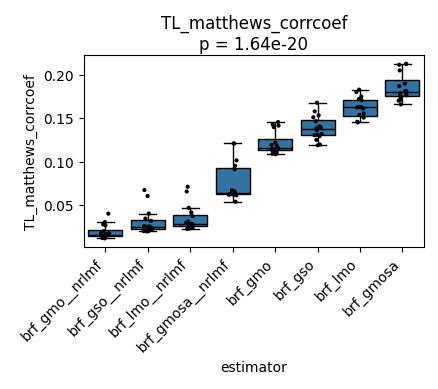 TL_matthews_corrcoef
p = 1.64e-20
TL_matthews_corrcoef
0.20
0.15
0.10
0.05
brf_gmo__nrlmf
brf_gso__nrlmf
brf_lmo__nrlmf
brf_gmosa__nrlmf
brf_gmo
brf_gso
brf_lmo
brf_gmosa
estimator